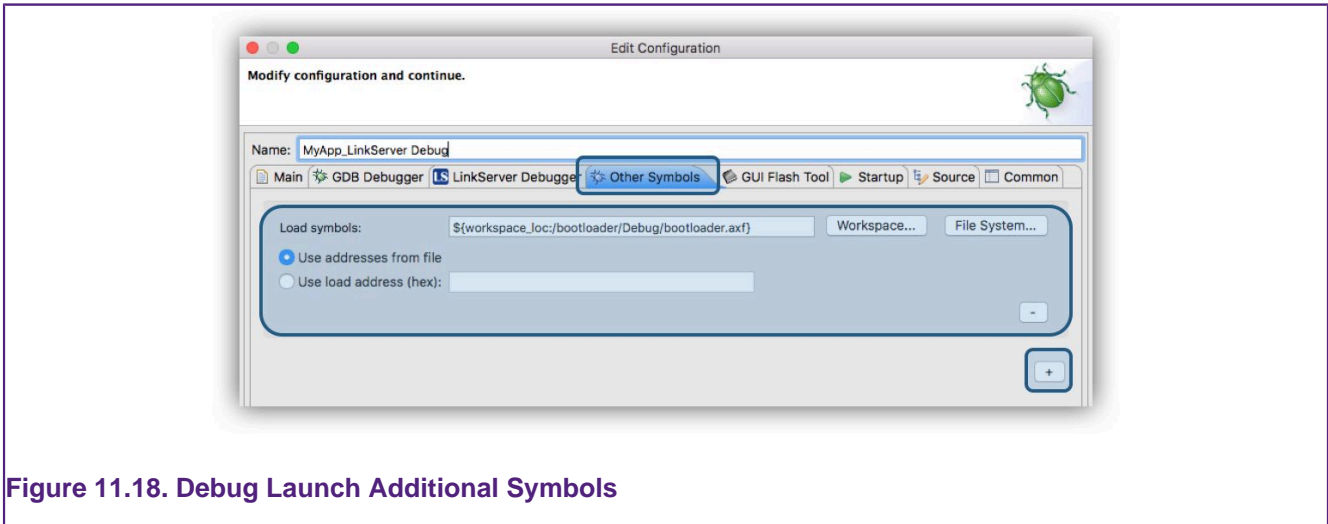 Edit Configuration
Modify configuration and continue.
Name: MyApp_LinkServer Debug
Main GDB Debugger LS LinkServer Debugger Other Symbols GUI Flash Tool Startup Source Common
Load symbols: ${workspace_loc:/bootloader/Debug/bootloader.axf} Workspace... File System...
Use addresses from file
Use load address (hex):
-
+
Figure 11.18. Debug Launch Additional Symbols